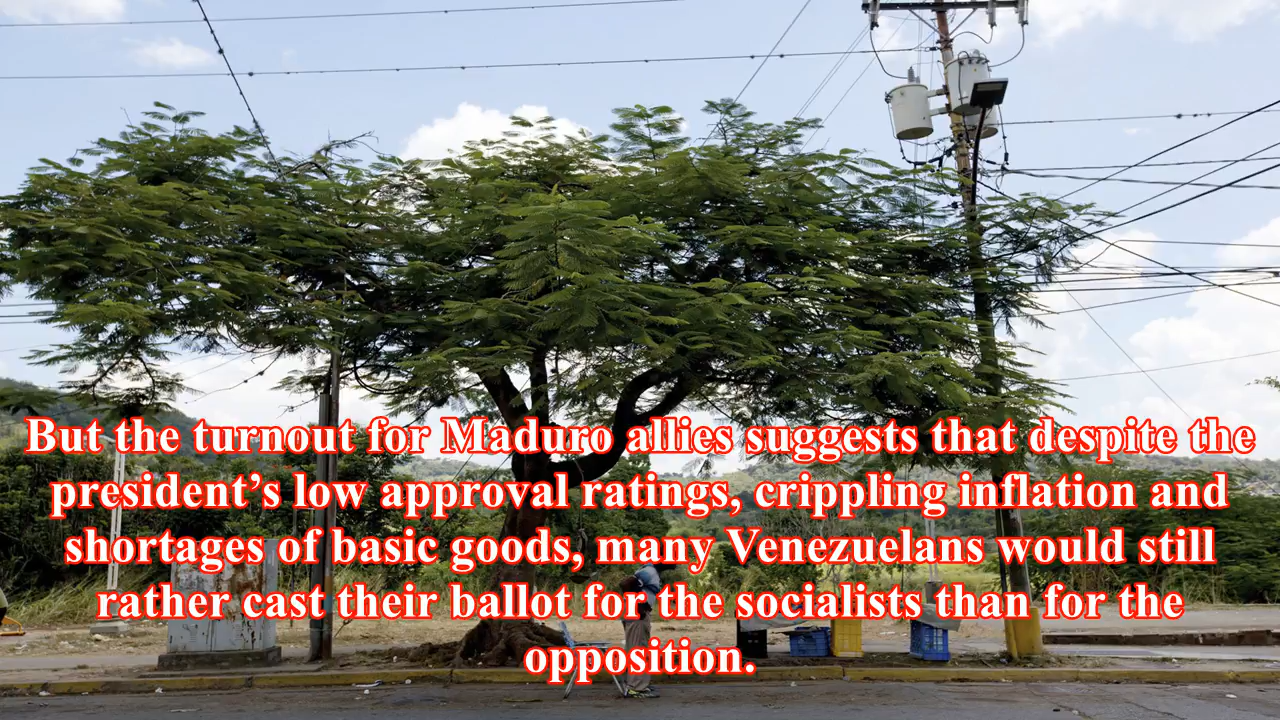 But the turnout for Maduro allies suggests that despite the
president’s low approval ratings, crippling inflation and
shortages of basic goods, many Venezuelans would still
rather cast their ballot for the socialists than for the
opposition.